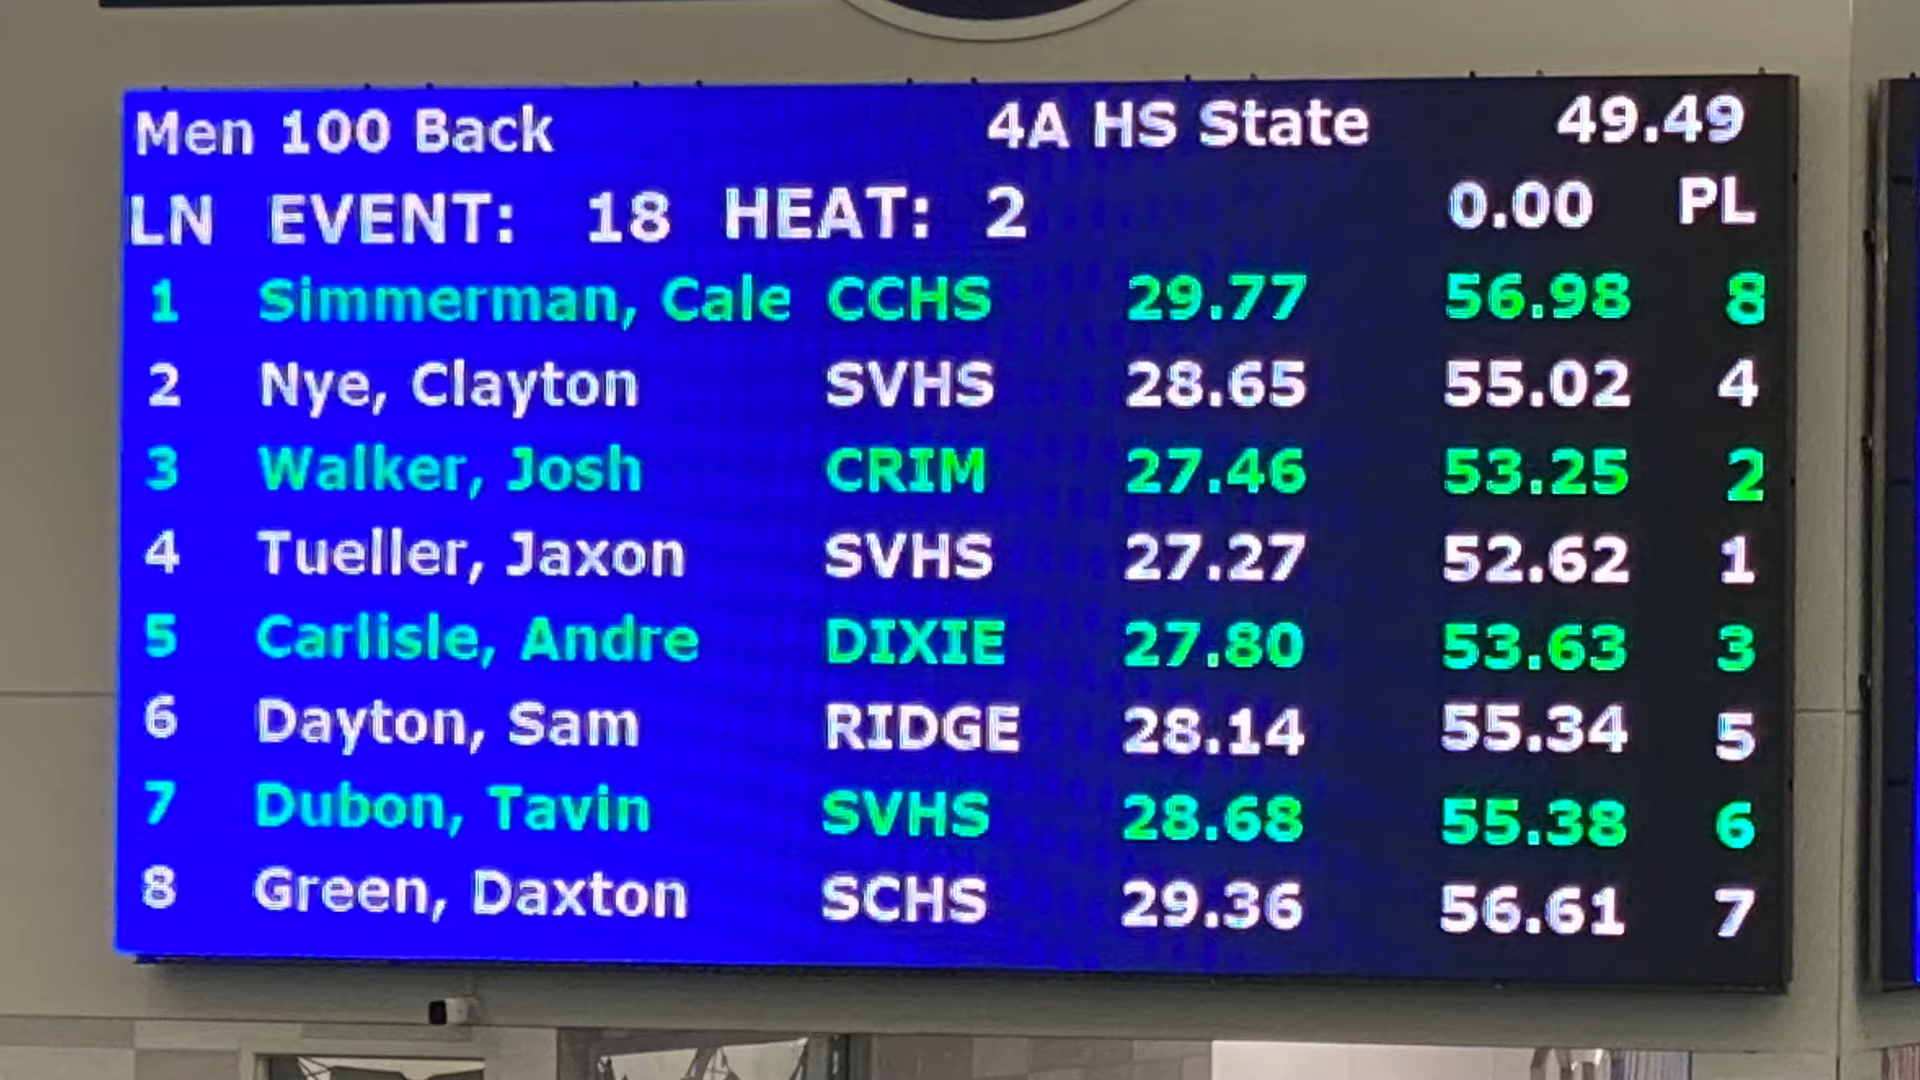 Men 100 Back 4A HS State 49.49
LN EVENT: 18 HEAT: 2 0.00 PL
1 Simmerman, Cale CCHS 29.77 56.98 8
2 Nye, Clayton SVHS 28.65 55.02 4
3 Walker, Josh CRIM 27.46 53.25 2
4 Tueller, Jaxon SVHS 27.27 52.62 1
5 Carlisle, Andre DIXIE 27.80 53.63 3
6 Dayton, Sam RIDGE 28.14 55.34 5
7 Dubon, Tavin SVHS 28.68 55.38 6
8 Green, Daxton SCHS 29.36 56.61 7